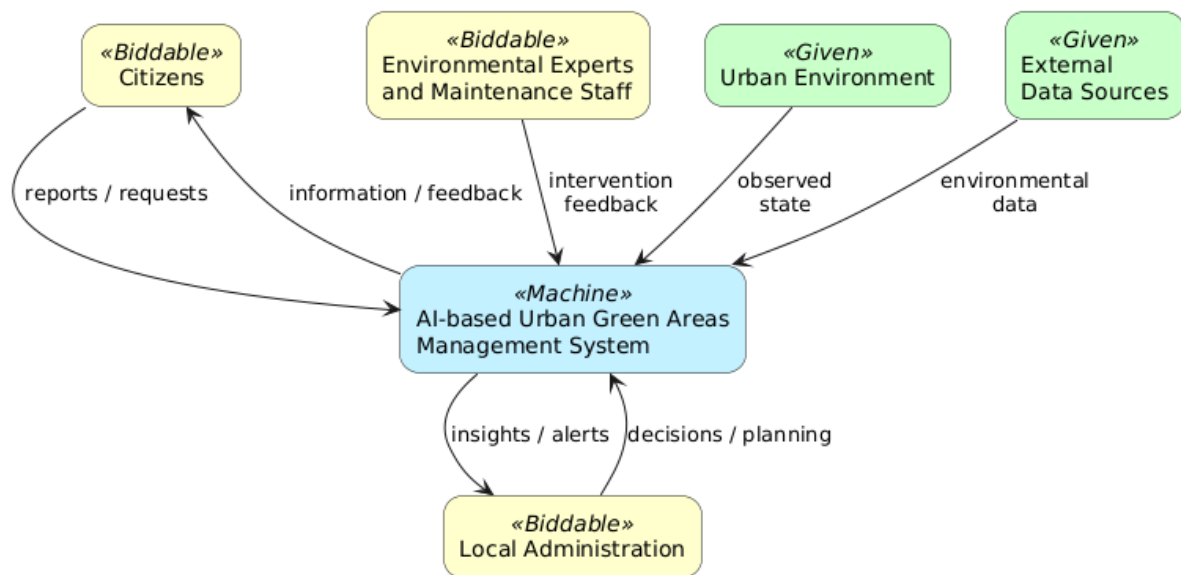 «Biddable»
Citizens
«Biddable»
Environmental Experts
and Maintenance Staff
«Given»
Urban Environment
«Given»
External
Data Sources
reports / requests
information / feedback
intervention
feedback
observed
state
environmental
data
«Machine»
AI-based Urban Green Areas
Management System
insights / alerts
decisions / planning
«Biddable»
Local Administration